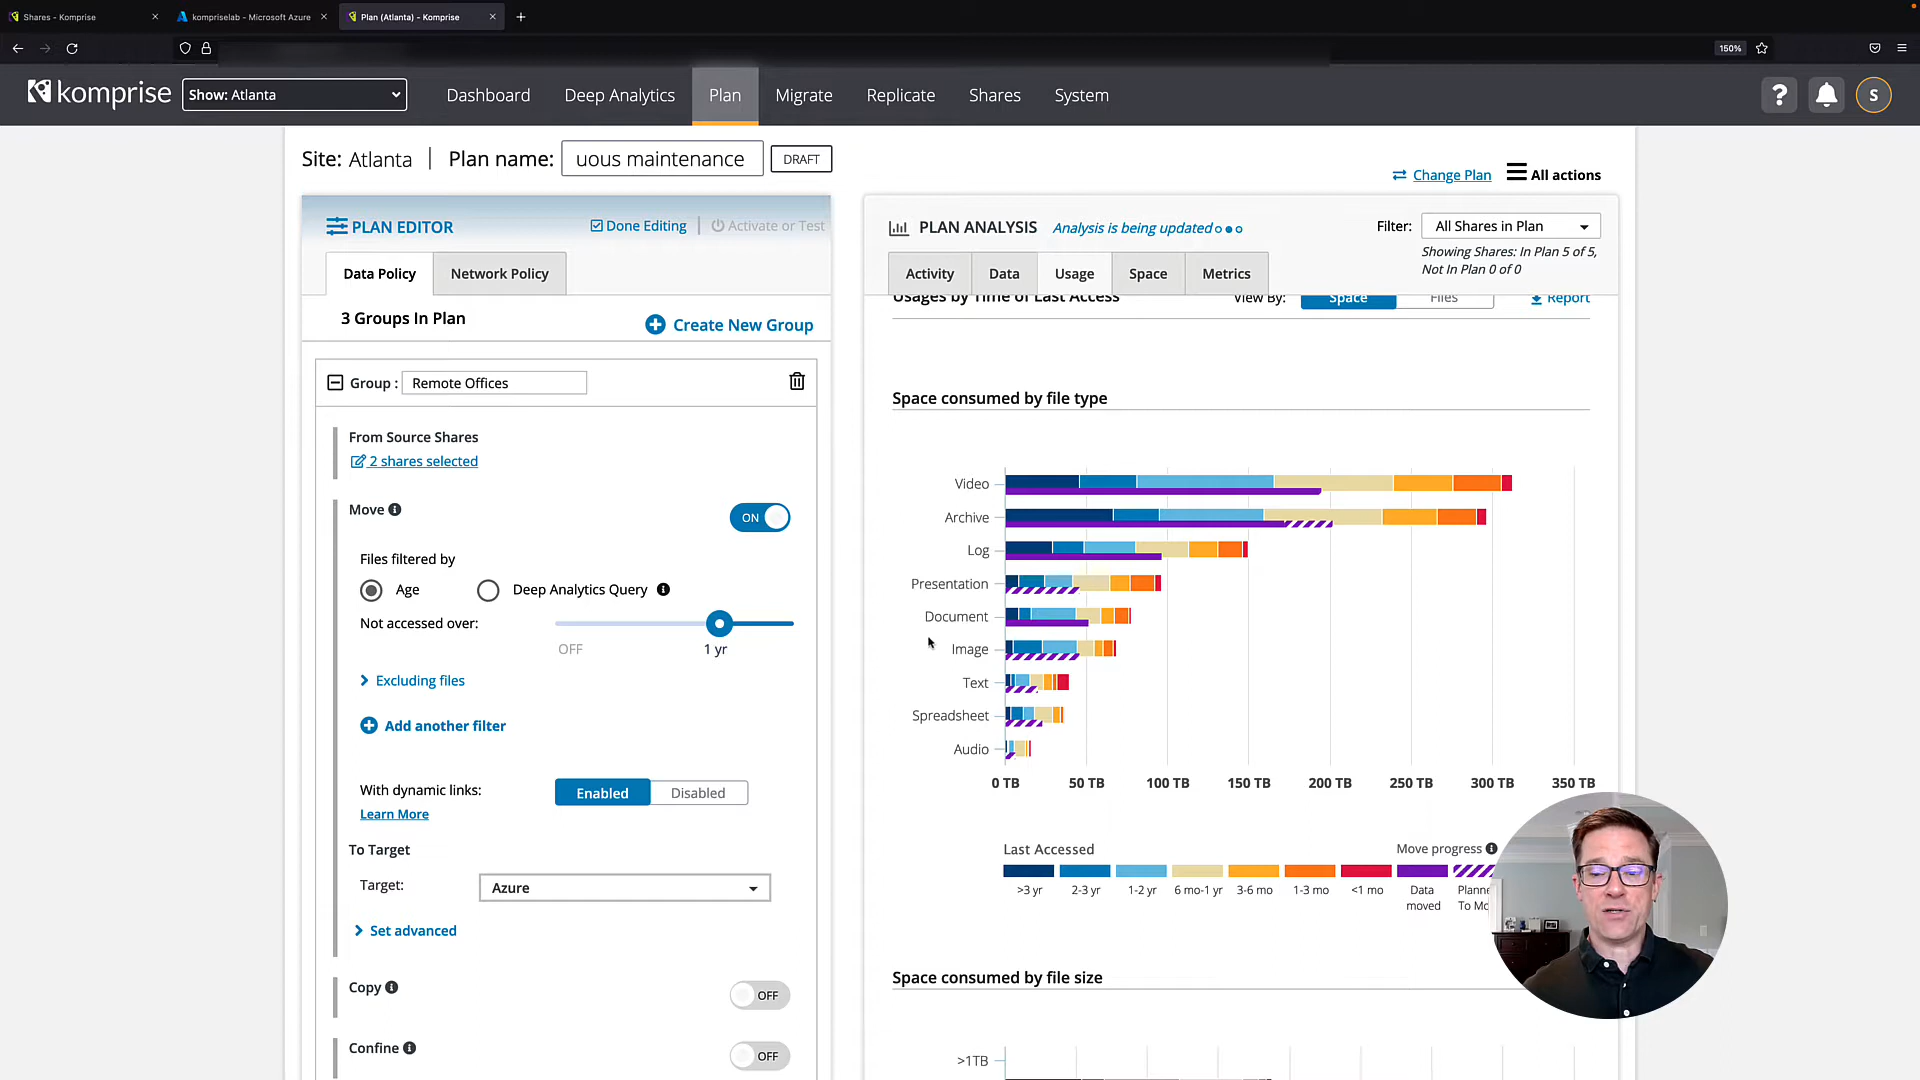 Shares - Komprise
kompriselab - Microsoft Azure
Plan (Atlanta) - Komprise
150%
komprise
Show: Atlanta
Dashboard
Deep Analytics
Plan
Migrate
Replicate
Shares
System
?
S
Site: Atlanta
Plan name: uous maintenance
DRAFT
Change Plan
All actions
PLAN EDITOR
Done Editing
Activate or Test
Data Policy
Network Policy
3 Groups In Plan
Create New Group
Group : Remote Offices
From Source Shares
2 shares selected
Move
ON
Files filtered by
Age
Deep Analytics Query
Not accessed over:
OFF
1 yr
Excluding files
Add another filter
With dynamic links:
Enabled
Disabled
Learn More
To Target
Target: Azure
Set advanced
Copy
OFF
Confine
OFF
PLAN ANALYSIS
Analysis is being updated
Filter: All Shares in Plan
Showing Shares: In Plan 5 of 5,
Not In Plan 0 of 0
Activity
Data
Usage
Space
Metrics
Usages by Time of Last Access
View By: Space Files
Report
Space consumed by file type
Video
Archive
Log
Presentation
Document
Image
Text
Spreadsheet
Audio
0 TB 50 TB 100 TB 150 TB 200 TB 250 TB 300 TB 350 TB
Last Accessed
Move progress
>3 yr 2-3 yr 1-2 yr 6 mo-1 yr 3-6 mo 1-3 mo <1 mo
Data
moved
Planne
To Mo
Space consumed by file size
>1TB